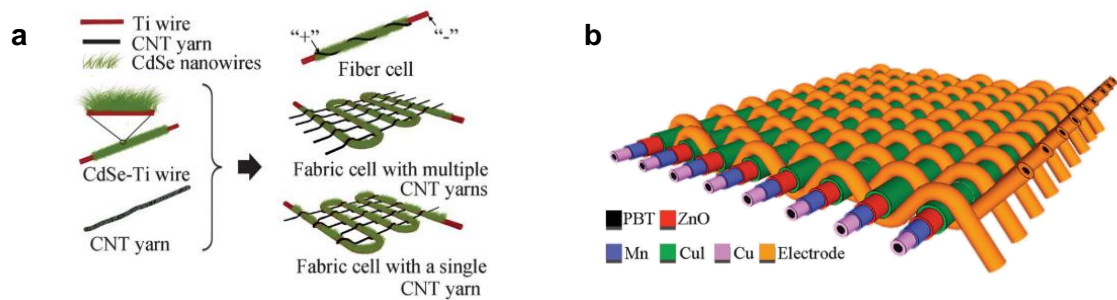 a
Ti wire
CNT yarn
CdSe nanowires
CdSe-Ti wire
CNT yarn
“+”
“-”
Fiber cell
Fabric cell with multiple
CNT yarns
Fabric cell with a single
CNT yarn
b
PBT ZnO
Mn CuI Cu Electrode